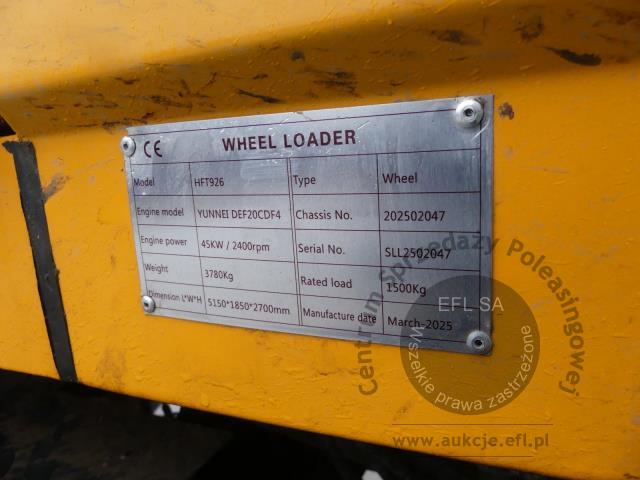 CE WHEEL LOADER
Model HFT926 Type Wheel
Engine model YUNNEI DEF20CDF4 Chassis No. 202502047
Engine power 45KW / 2400rpm Serial No. SLL2502047
Weight 3780Kg Rated load 1500Kg
Dimension L*W*H 5150*1850*2700mm Manufacture date March-2025
Centrum Sprzedaży Poleasingowej
EFL SA
wszelkie prawa zastrzeżone
www.aukcje.efl.pl